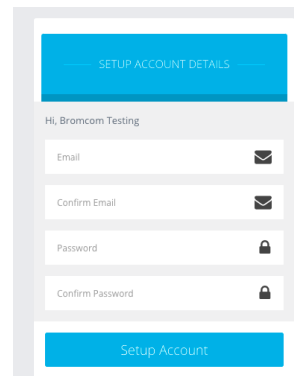 SETUP ACCOUNT DETAILS
Hi, Bromcom Testing
Email
Confirm Email
Password
Confirm Password
Setup Account